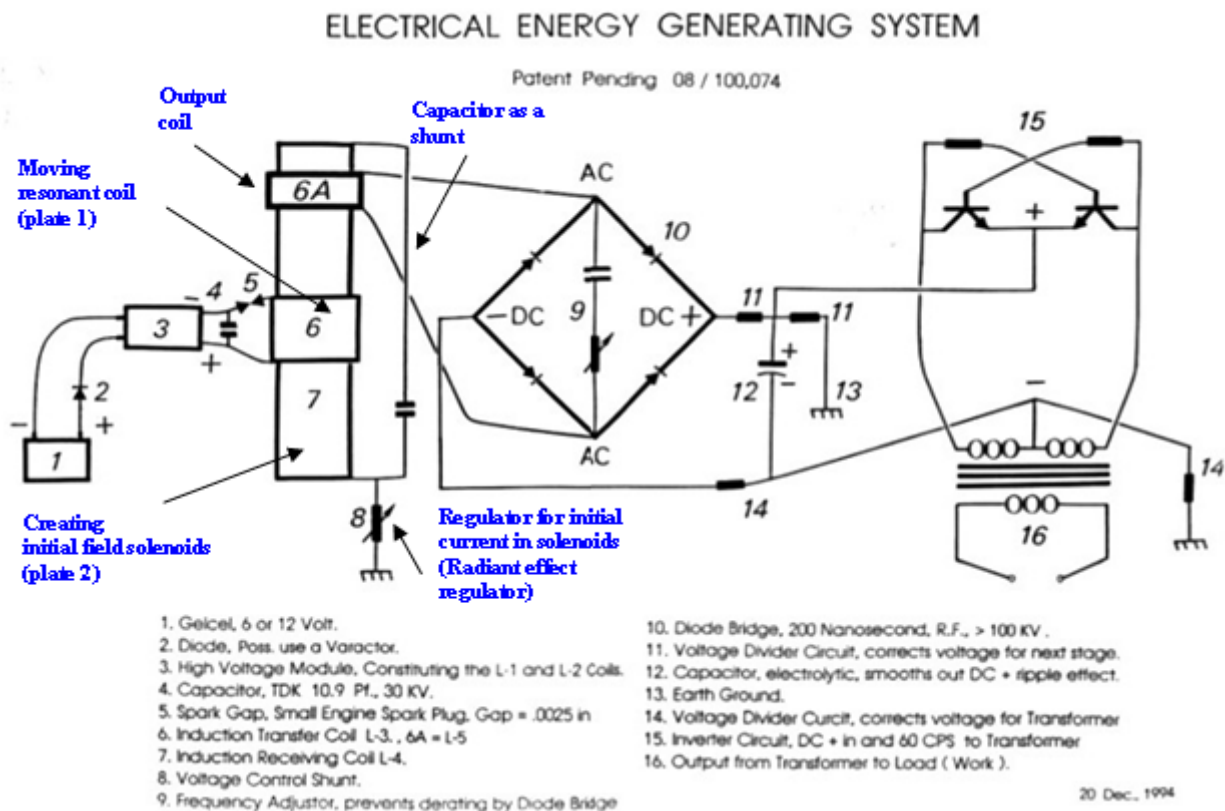 ELECTRICAL ENERGY GENERATING SYSTEM
Patent Pending 08 / 100,074
Output
coil
Capacitor as a
shunt
Moving
resonant coil
(plate 1)
Creating
initial field solenoids
(plate 2)
Regulator for initial
current in solenoids
(Radiant effect
regulator)
6A
AC
15
+
10
4
5
-
3
6
9
- DC
DC +
11
11
+
2
7
12
+
-
13
-
-
+
1
AC
14
8
14
16
1. Gelcel, 6 or 12 Volt.
2. Diode, Poss. use a Varactor.
3. High Voltage Module, Constituting the L-1 and L-2 Coils.
4. Capacitor, TDK 10.9 Pf., 30 KV.
5. Spark Gap, Small Engine Spark Plug, Gap = .0025 in
6. Induction Transfer Coil L-3., 6A = L-5
7. Induction Receiving Coil L-4.
8. Voltage Control Shunt.
9. Frequency Adjustor, prevents derating by Diode Bridge
10. Diode Bridge, 200 Nanosecond, R.F., > 100 KV .
11. Voltage Divider Circuit, corrects voltage for next stage.
12. Capacitor, electrolytic, smooths out DC + ripple effect.
13. Earth Ground.
14. Voltage Divider Curcit, corrects voltage for Transformer
15. Inverter Circuit, DC + in and 60 CPS to Transformer
16. Output from Transformer to Load ( Work ).
20 Dec., 1994